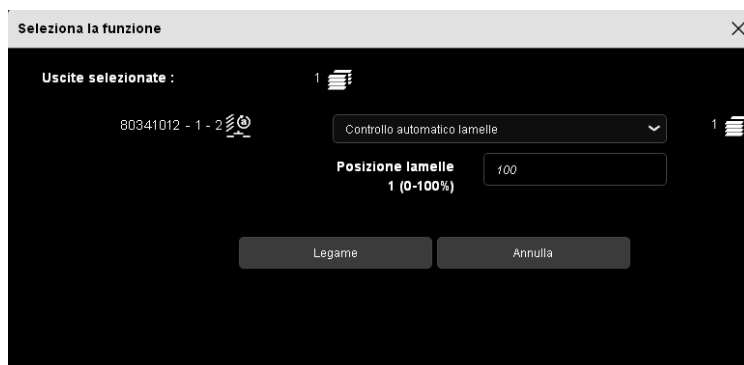 Seleziona la funzione
Uscite selezionate : 1
80341012 - 1 - 2 Controllo automatico lamelle 1
Posizione lamelle 100
1 (0-100%)
Legame Annulla